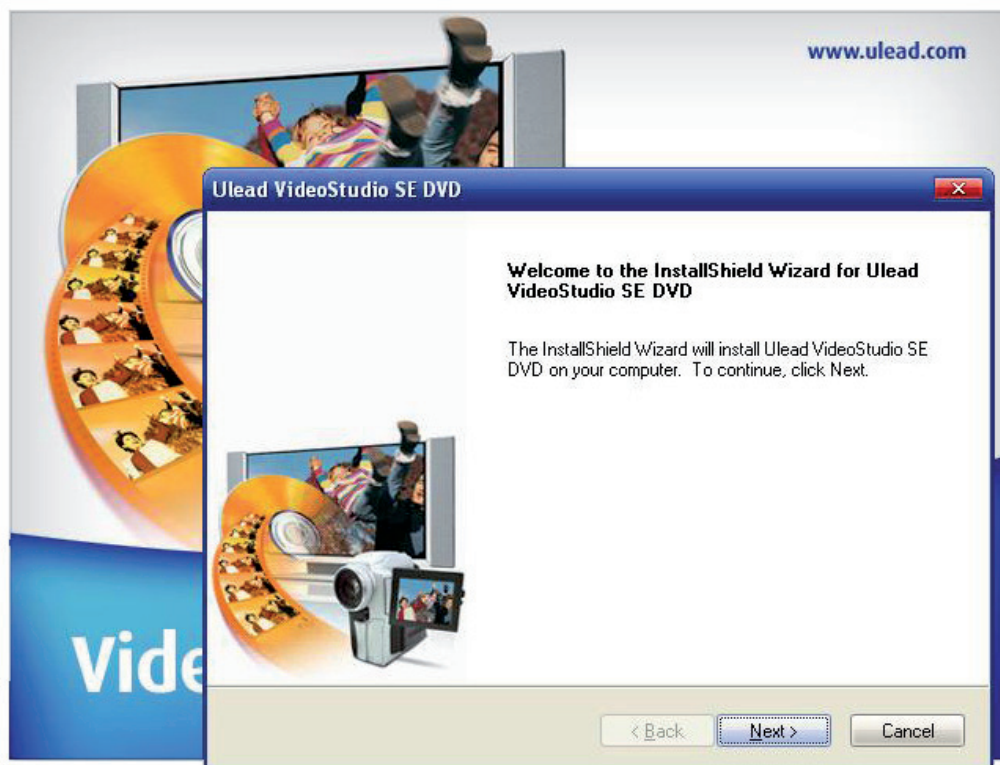 www.ulead.com
Ulead VideoStudio SE DVD
Welcome to the InstallShield Wizard for Ulead
VideoStudio SE DVD
The InstallShield Wizard will install Ulead VideoStudio SE
DVD on your computer.  To continue, click Next.
Vide
< Back
Next >
Cancel